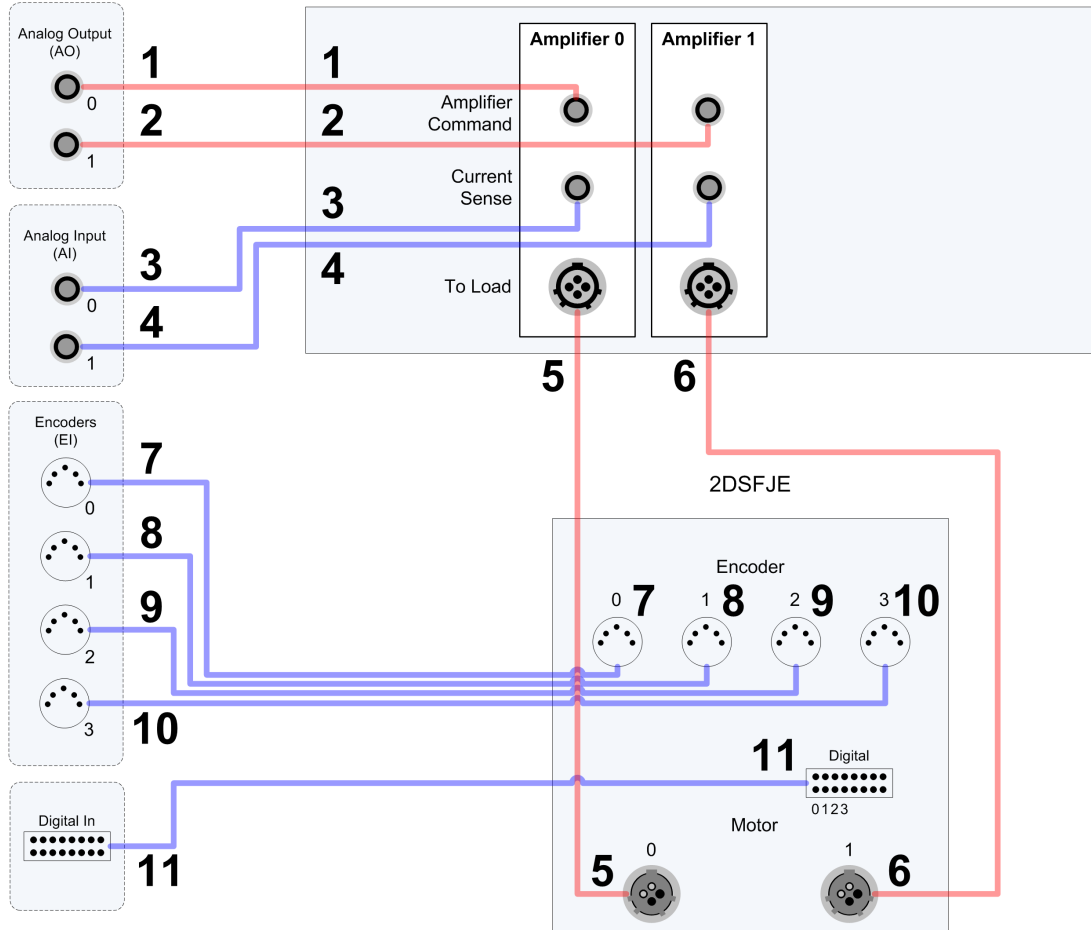 Analog Output
(AO)
0
1
1
2
1
2
Amplifier 0
Amplifier 1
Amplifier
Command
Current
Sense
To Load
Analog Input
(AI)
0
1
3
4
3
4
5
6
Encoders
(EI)
0
1
2
3
7
8
9
10
2DSFJE
Encoder
0 7
1 8
2 9
3 10
11
Digital
0123
Motor
0
1
5
6
Digital In
11